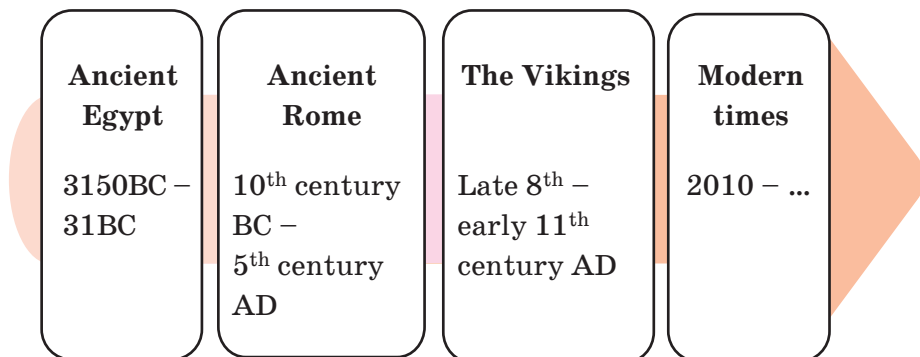 Ancient
Egypt
3150BC –
31BC
Ancient
Rome
10th century
BC –
5th century
AD
The Vikings
Late 8th –
early 11th
century AD
Modern
times
2010 – ...